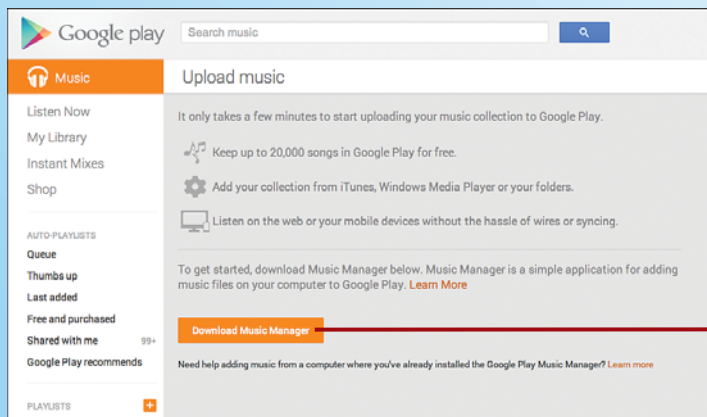 Google play
Search music
Music
Upload music
Listen Now
My Library
Instant Mixes
Shop
AUTO-PLAYLISTS
Queue
Thumbs up
Last added
Free and purchased
Shared with me 99+
Google Play recommends
PLAYLISTS
It only takes a few minutes to start uploading your music collection to Google Play.
Keep up to 20,000 songs in Google Play for free.
Add your collection from iTunes, Windows Media Player or your folders.
Listen on the web or your mobile devices without the hassle of wires or syncing.
To get started, download Music Manager below. Music Manager is a simple application for adding
music files on your computer to Google Play. Learn More
Download Music Manager
Need help adding music from a computer where you've already installed the Google Play Music Manager? Learn more